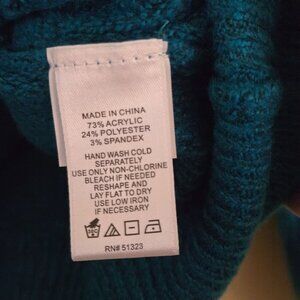 MADE IN CHINA
73% ACRYLIC
24% POLYESTER
3% SPANDEX
HAND WASH COLD
SEPARATELY
USE ONLY NON-CHLORINE
BLEACH IF NEEDED
RESHAPE AND
LAY FLAT TO DRY
USE LOW IRON
IF NECESSARY
RN# 51323